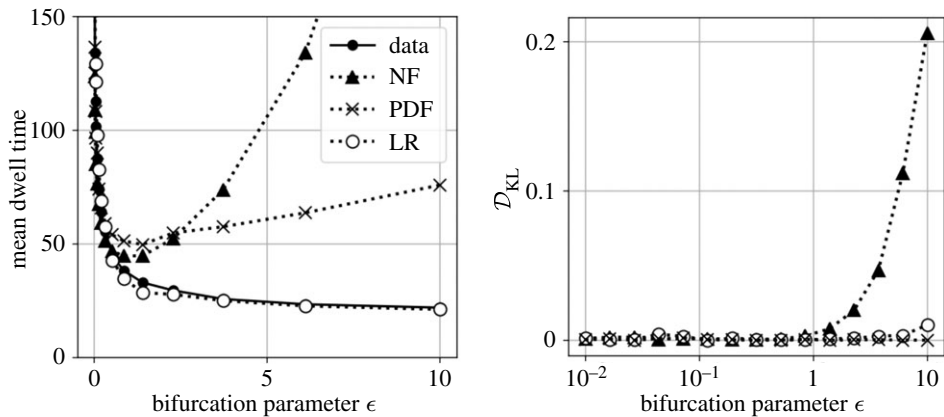 150
100
50
0
mean dwell time
data
NF
PDF
LR
0
5
10
bifurcation parameter ϵ
0.2
0.1
0
𝒟KL
10⁻²
10⁻¹
1
10
bifurcation parameter ϵ